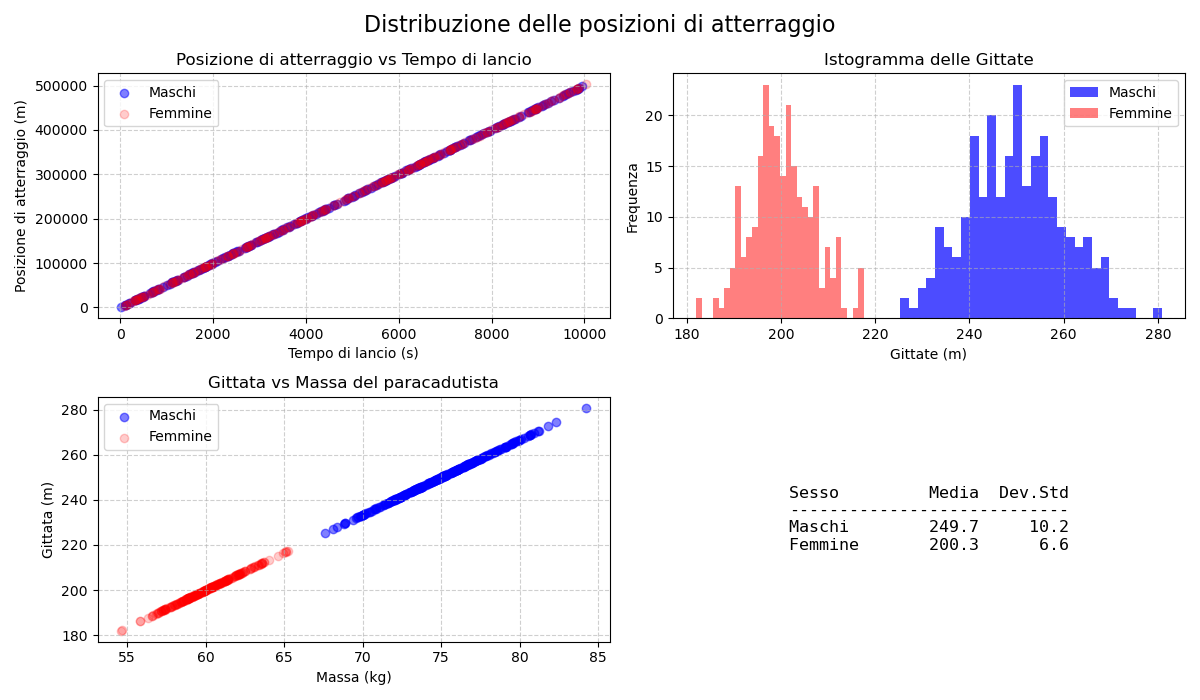 Distribuzione delle posizioni di atterraggio
Posizione di atterraggio vs Tempo di lancio
Posizione di atterraggio (m)
500000
400000
300000
200000
100000
0
Maschi
Femmine
0 2000 4000 6000 8000 10000
Tempo di lancio (s)
Istogramma delle Gittate
Frequenza
20
15
10
5
0
Maschi
Femmine
180 200 220 240 260 280
Gittate (m)
Gittata vs Massa del paracadutista
Gittata (m)
280
260
240
220
200
180
Maschi
Femmine
55 60 65 70 75 80 85
Massa (kg)
Sesso Media Dev.Std
----------------------------
Maschi 249.7 10.2
Femmine 200.3 6.6